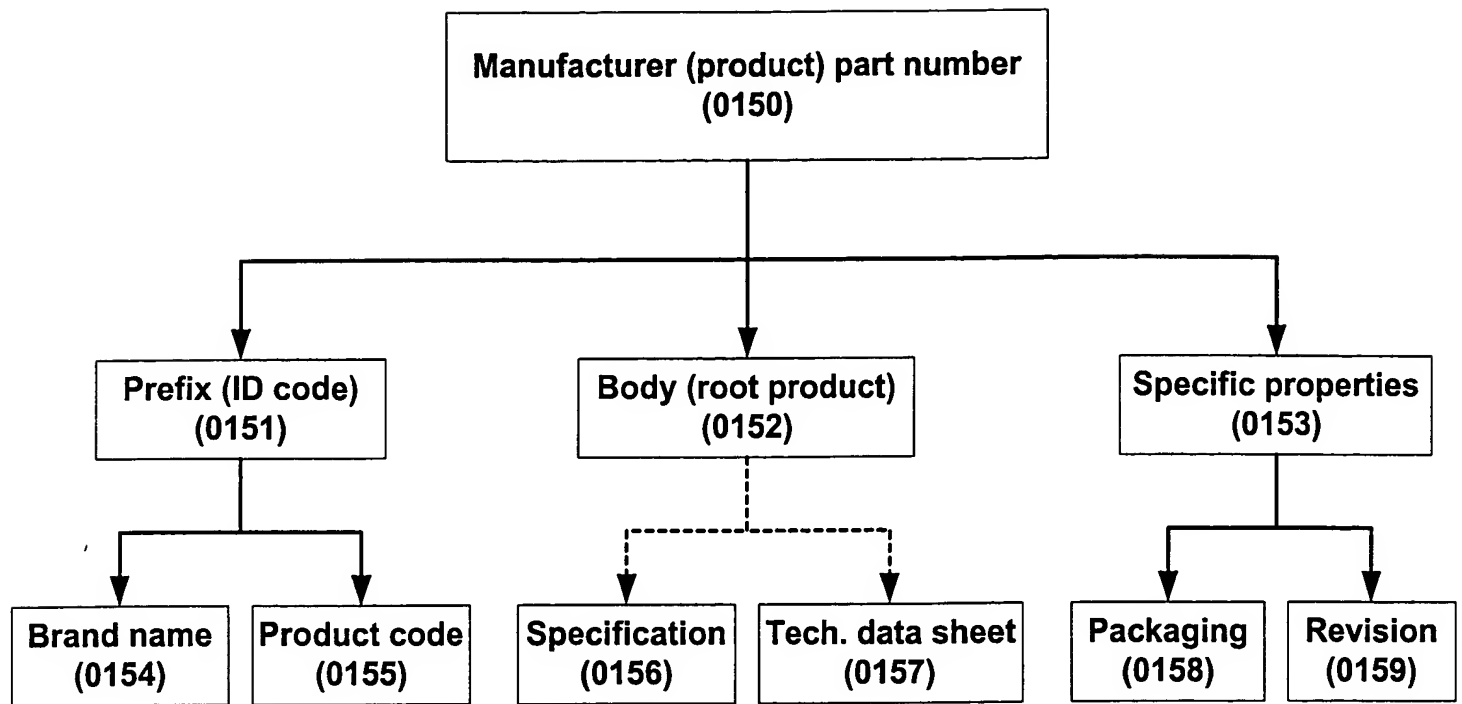 Manufacturer (product) part number
(0150)
Prefix (ID code)
(0151)
Body (root product)
(0152)
Specific properties
(0153)
Brand name
(0154)
Product code
(0155)
Specification
(0156)
Tech. data sheet
(0157)
Packaging
(0158)
Revision
(0159)